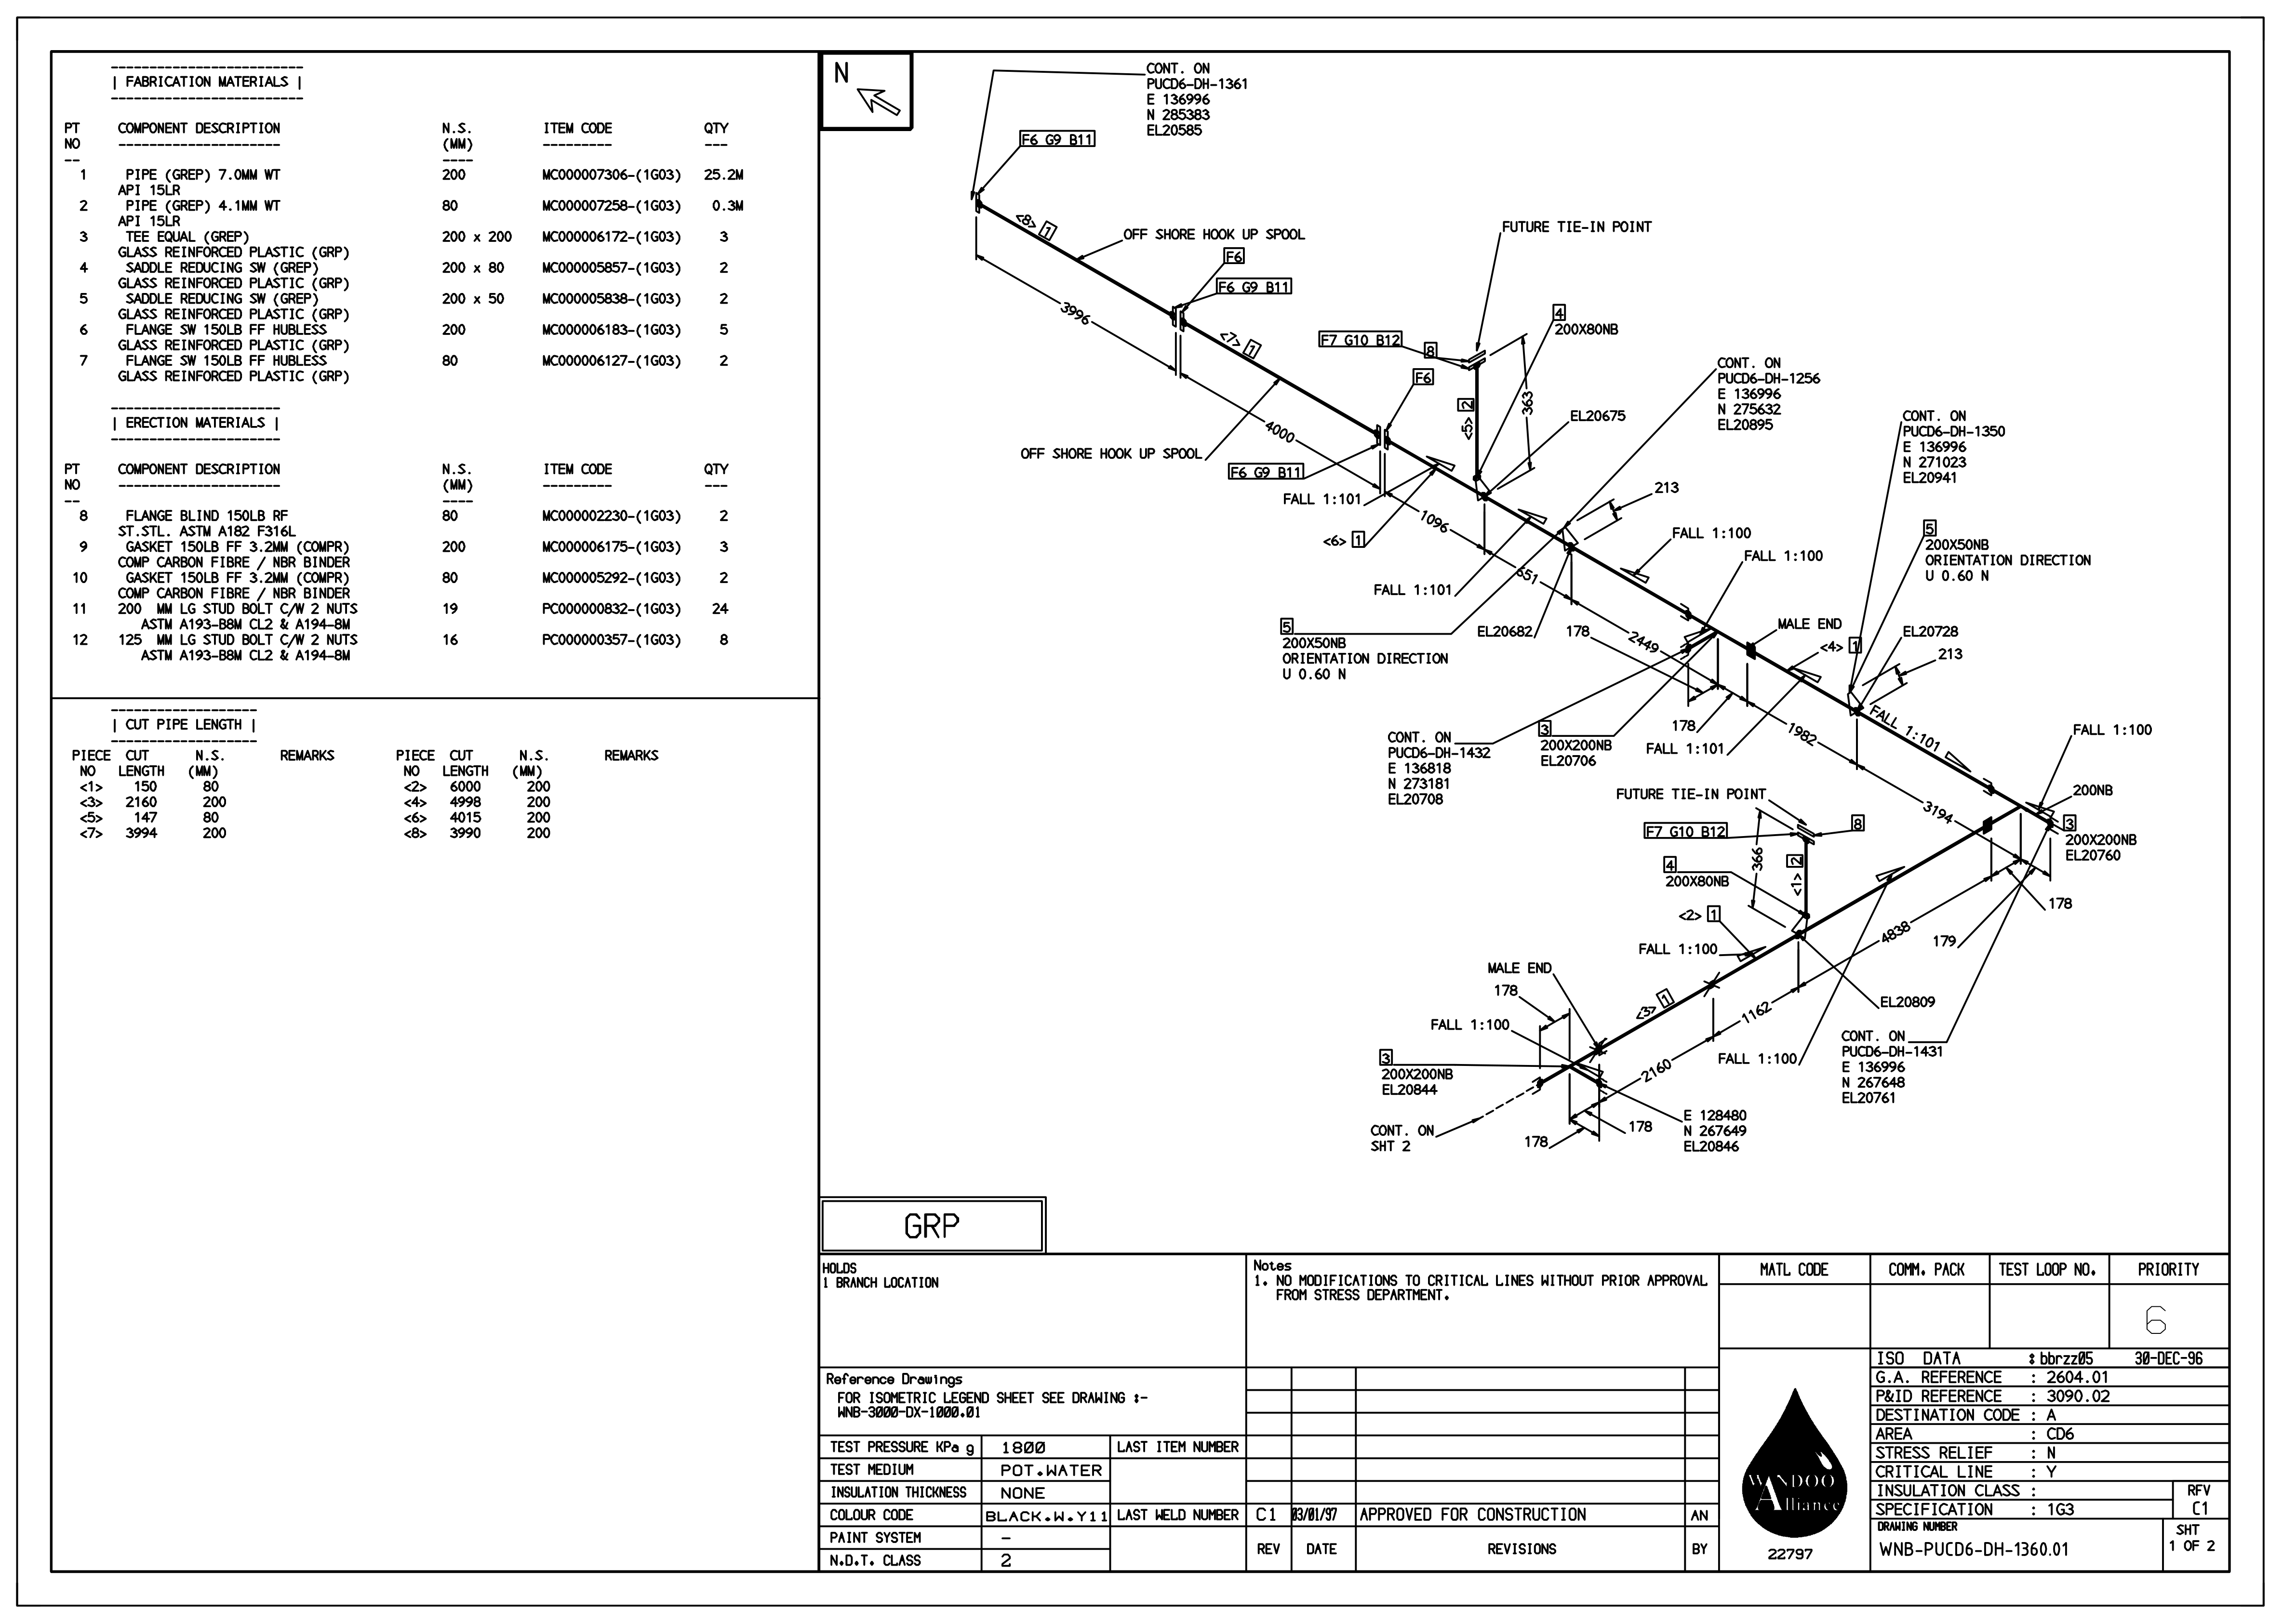 | FABRICATION MATERIALS |
PT COMPONENT DESCRIPTION N.S. ITEM CODE QTY
NO (MM)
1 PIPE (GREP) 7.0MM WT 200 MC000007306-(1G03) 25.2M
API 15LR
2 PIPE (GREP) 4.1MM WT 80 MC000007258-(1G03) 0.3M
API 15LR
3 TEE EQUAL (GREP) 200 x 200 MC000006172-(1G03) 3
GLASS REINFORCED PLASTIC (GRP)
4 SADDLE REDUCING SW (GREP) 200 x 80 MC000005857-(1G03) 2
GLASS REINFORCED PLASTIC (GRP)
5 SADDLE REDUCING SW (GREP) 200 x 50 MC000005838-(1G03) 2
GLASS REINFORCED PLASTIC (GRP)
6 FLANGE SW 150LB FF HUBLESS 200 MC000006183-(1G03) 5
GLASS REINFORCED PLASTIC (GRP)
7 FLANGE SW 150LB FF HUBLESS 80 MC000006127-(1G03) 2
GLASS REINFORCED PLASTIC (GRP)
| ERECTION MATERIALS |
PT COMPONENT DESCRIPTION N.S. ITEM CODE QTY
NO (MM)
8 FLANGE BLIND 150LB RF 80 MC000002230-(1G03) 2
ST.STL. ASTM A182 F316L
9 GASKET 150LB FF 3.2MM (COMPR) 200 MC000006175-(1G03) 3
COMP CARBON FIBRE / NBR BINDER
10 GASKET 150LB FF 3.2MM (COMPR) 80 MC000005292-(1G03) 2
COMP CARBON FIBRE / NBR BINDER
11 200 MM LG STUD BOLT C/W 2 NUTS 19 PC000000832-(1G03) 24
ASTM A193-B8M CL2 & A194-8M
12 125 MM LG STUD BOLT C/W 2 NUTS 16 PC000000357-(1G03) 8
ASTM A193-B8M CL2 & A194-8M
| CUT PIPE LENGTH |
PIECE CUT N.S. REMARKS PIECE CUT N.S. REMARKS
NO LENGTH (MM) NO LENGTH (MM)
<1> 150 80 <2> 6000 200
<3> 2160 200 <4> 4998 200
<5> 147 80 <6> 4015 200
<7> 3994 200 <8> 3990 200
N
CONT. ON
PUCD6-DH-1361
E 136996
N 285383
EL20585
F6 G9 B11
<8> 1
OFF SHORE HOOK UP SPOOL
3996
F6
F6 G9 B11
<7> 1
FUTURE TIE-IN POINT
4
200X80NB
F7 G10 B12
8
F6
363
<5> 2
4000
OFF SHORE HOOK UP SPOOL
F6 G9 B11
EL20675
CONT. ON
PUCD6-DH-1256
E 136996
N 275632
EL20895
CONT. ON
PUCD6-DH-1350
E 136996
N 271023
EL20941
FALL 1:101
1096
<6> 1
213
FALL 1:100
FALL 1:100
651
FALL 1:101
5
200X50NB
ORIENTATION DIRECTION
U 0.60 N
5
200X50NB
ORIENTATION DIRECTION
U 0.60 N
EL20682
178
2449
MALE END
<4> 1
EL20728
213
178
FALL 1:101
1982
FALL 1:101
FALL 1:100
CONT. ON
PUCD6-DH-1432
E 136818
N 273181
EL20708
3
200X200NB
EL20706
200NB
3194
3
200X200NB
EL20760
FUTURE TIE-IN POINT
F7 G10 B12
8
366
<1> 2
4
200X80NB
178
<2> 1
4838
179
FALL 1:100
EL20809
MALE END
178
<3> 1
1162
FALL 1:100
FALL 1:100
CONT. ON
PUCD6-DH-1431
E 136996
N 267648
EL20761
3
200X200NB
EL20844
2160
E 128480
N 267649
EL20846
CONT. ON
SHT 2
178
178
GRP
HOLDS
1 BRANCH LOCATION
Notes
1. NO MODIFICATIONS TO CRITICAL LINES WITHOUT PRIOR APPROVAL
FROM STRESS DEPARTMENT.
MATL CODE COMM. PACK TEST LOOP NO. PRIORITY
6
Reference Drawings
FOR ISOMETRIC LEGEND SHEET SEE DRAWING :-
WNB-3000-DX-1000.01
TEST PRESSURE KPa g 1800 LAST ITEM NUMBER
TEST MEDIUM POT.WATER
INSULATION THICKNESS NONE
COLOUR CODE BLACK.W.Y11 LAST WELD NUMBER
PAINT SYSTEM -
N.D.T. CLASS 2
C1 03/01/97 APPROVED FOR CONSTRUCTION AN
REV DATE REVISIONS BY
WANDOO
Alliance
22797
ISO DATA : bbrzz05 30-DEC-96
G.A. REFERENCE : 2604.01
P&ID REFERENCE : 3090.02
DESTINATION CODE : A
AREA : CD6
STRESS RELIEF : N
CRITICAL LINE : Y
INSULATION CLASS : RFV
SPECIFICATION : 1G3 C1
DRAWING NUMBER SHT
WNB-PUCD6-DH-1360.01 1 OF 2